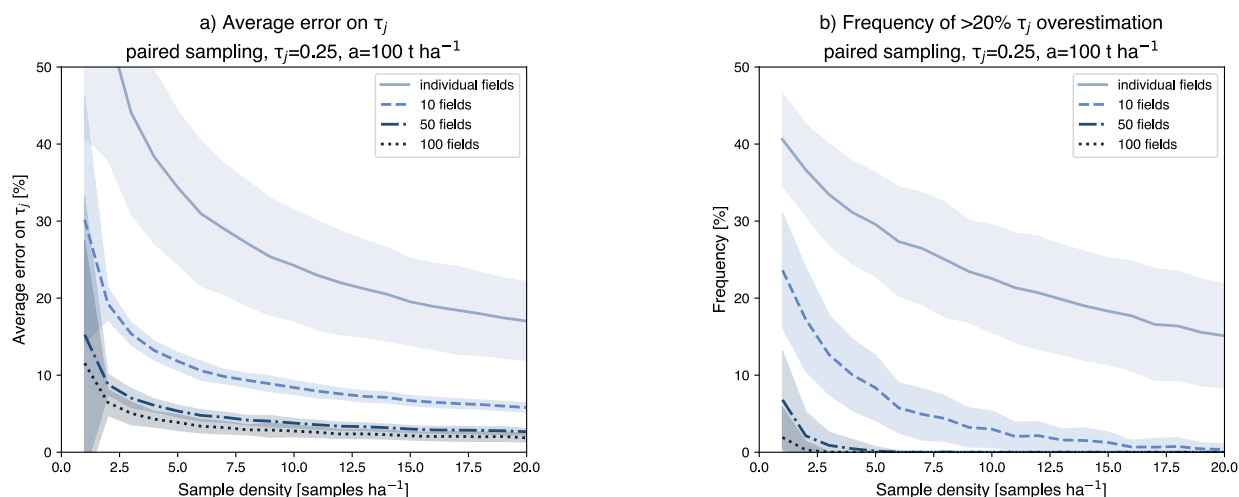 a) Average error on τⱼ
paired sampling, τⱼ=0.25, a=100 t ha⁻¹
50
40
30
20
10
0
Average error on τⱼ [%]
individual fields
10 fields
50 fields
100 fields
0.0 2.5 5.0 7.5 10.0 12.5 15.0 17.5 20.0
Sample density [samples ha⁻¹]
b) Frequency of >20% τⱼ overestimation
paired sampling, τⱼ=0.25, a=100 t ha⁻¹
50
40
30
20
10
0
Frequency [%]
individual fields
10 fields
50 fields
100 fields
0.0 2.5 5.0 7.5 10.0 12.5 15.0 17.5 20.0
Sample density [samples ha⁻¹]